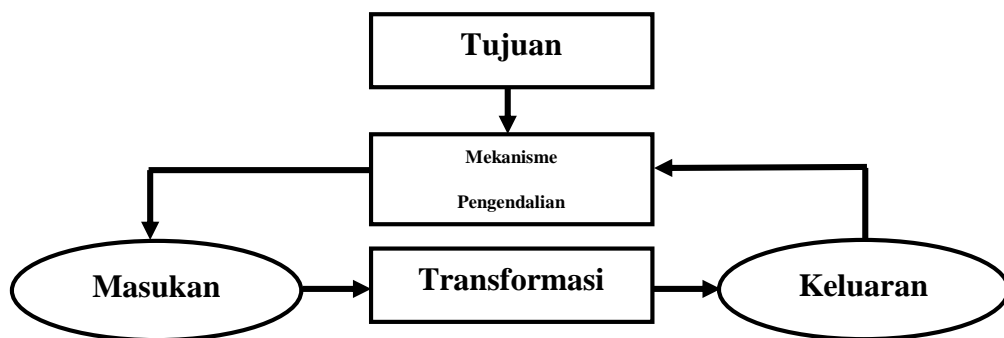 Tujuan
Mekanisme
Pengendalian
Masukan
Transformasi
Keluaran